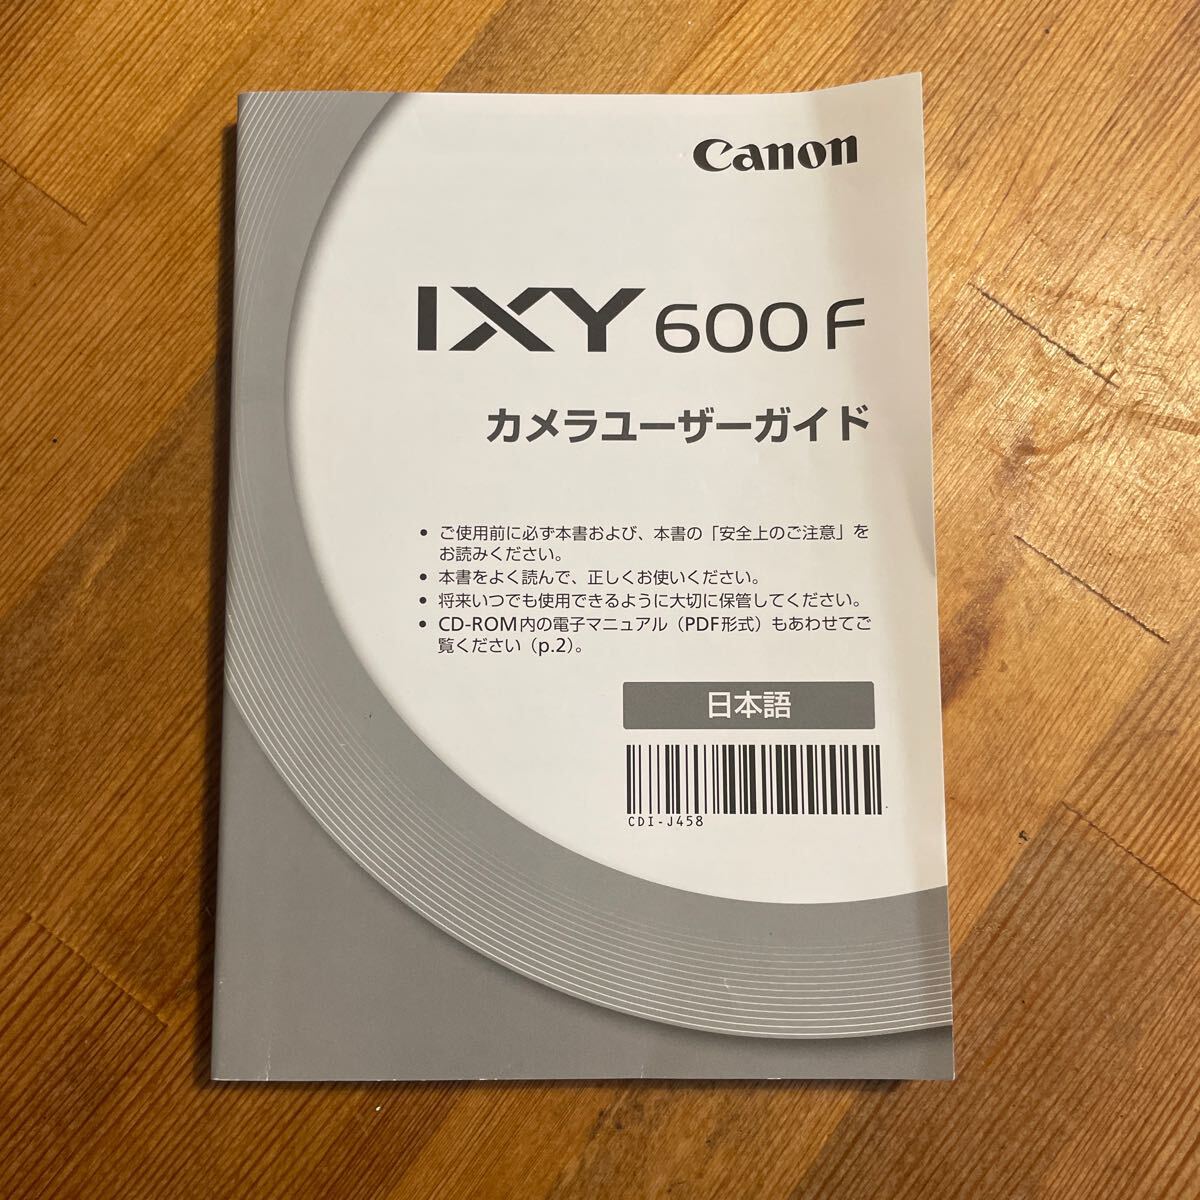 Canon
IXY 600 F
カメラユーザーガイド
• ご使用前に必ず本書および、本書の「安全上のご注意」を
お読みください。
• 本書をよく読んで、正しくお使いください。
• 将来いつでも使用できるように大切に保管してください。
• CD-ROM内の電子マニュアル（PDF形式）もあわせてご
覧ください（p.2）。
日本語
CDI-J458